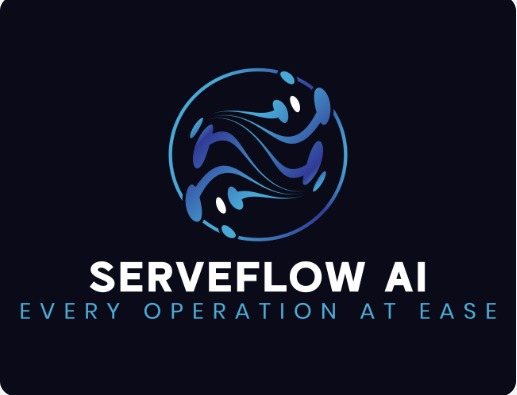 SERVEFLOW AI
EVERY OPERATION AT EASE